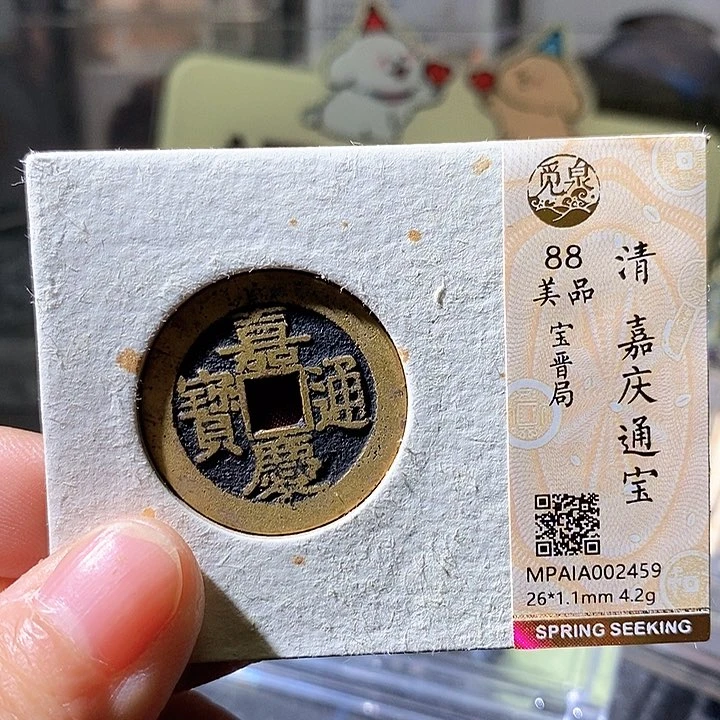 嘉慶通寶
觅泉
清 嘉庆通宝
88
美品
宝晋局
MPAIA002459
26*1.1mm 4.2g
SPRING SEEKING